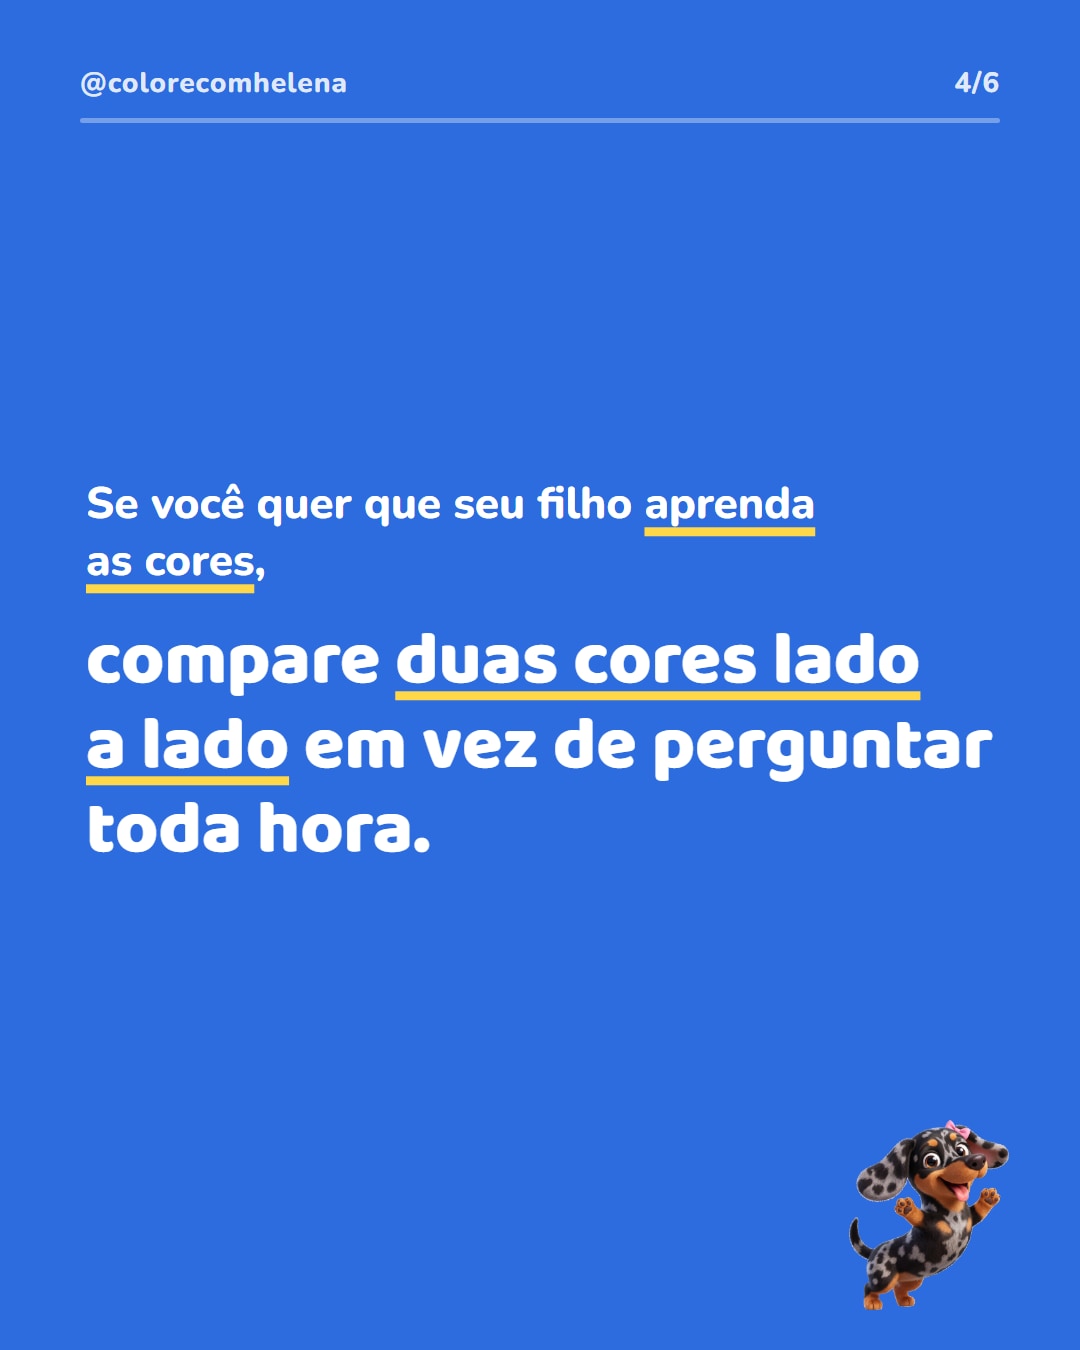 @colorecomhelena
4/6
Se você quer que seu filho aprenda
as cores,
compare duas cores lado
a lado em vez de perguntar
toda hora.